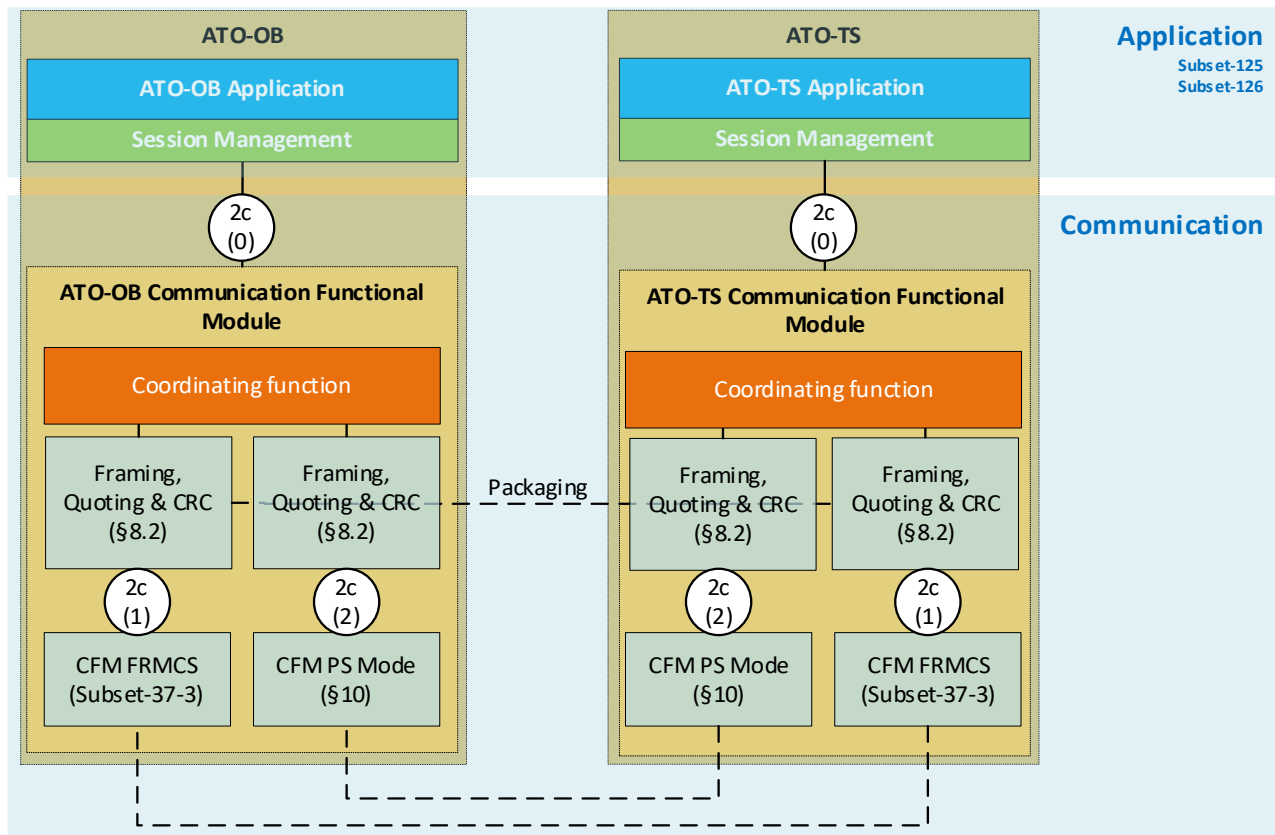 ATO-OB
ATO-OB Application
Session Management
2c
(0)
ATO-OB Communication Functional
Module
Coordinating function
Framing,
Quoting & CRC
(§8.2)
Framing,
Quoting & CRC
(§8.2)
2c
(1)
2c
(2)
CFM FRMCS
(Subset-37-3)
CFM PS Mode
(§10)
Packaging
ATO-TS
ATO-TS Application
Session Management
2c
(0)
ATO-TS Communication Functional
Module
Coordinating function
Framing,
Quoting & CRC
(§8.2)
Framing,
Quoting & CRC
(§8.2)
2c
(2)
2c
(1)
CFM PS Mode
(§10)
CFM FRMCS
(Subset-37-3)
Application
Subset-125
Subset-126
Communication